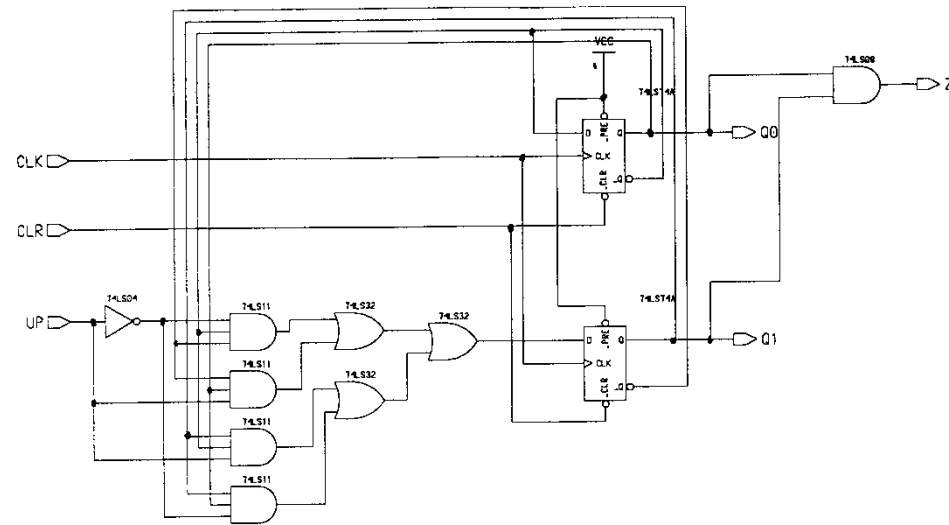 74LS08
Z
VCC
74LS74A
D
_PRE
Q
Q0
CLK
CLK
_CLR
_Q
CLR
74LS74A
74LS04
74LS11
74LS32
UP
74LS32
D
_PRE
Q
Q1
CLK
74LS11
74LS32
_CLR
_Q
74LS11
74LS11